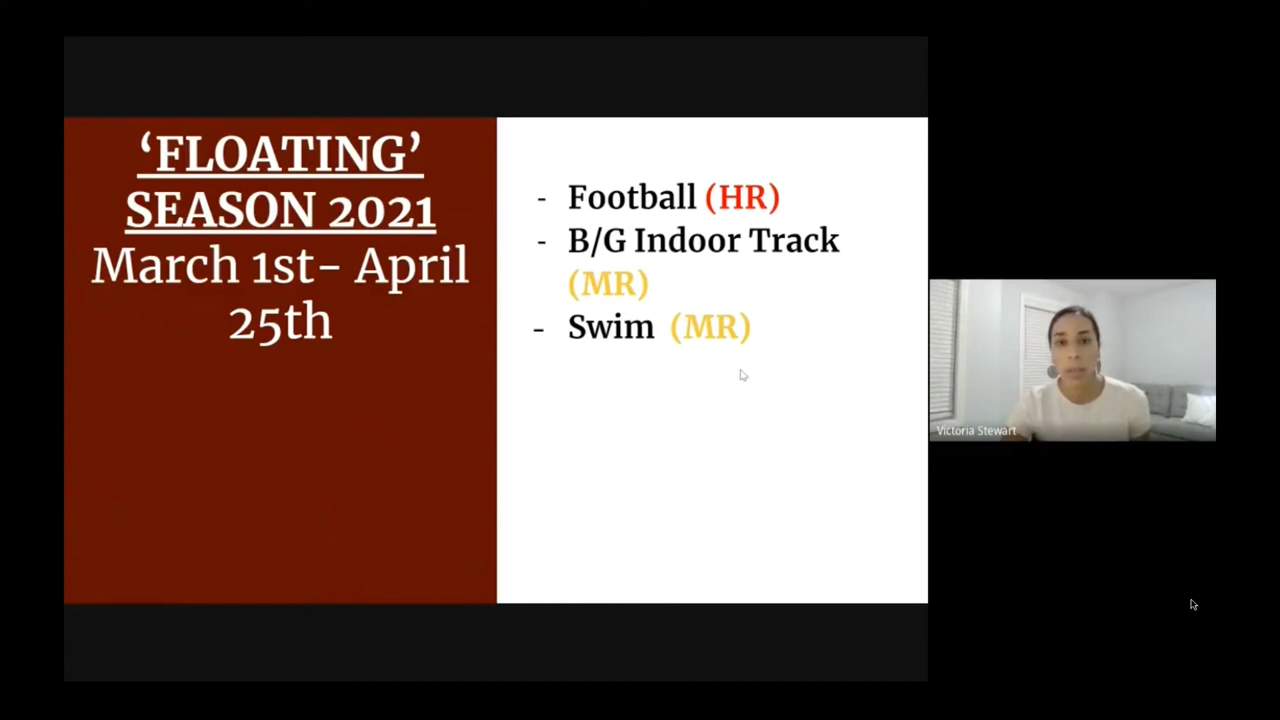 ‘FLOATING’
SEASON 2021
March 1st- April
25th
- Football (HR)
- B/G Indoor Track
(MR)
- Swim (MR)
Victoria Stewart